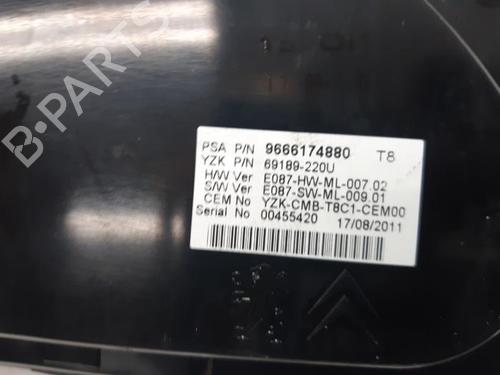 PSA P/N 9666174880 T8
YZK P/N 69189-220U
H/W Ver E087-HW-ML-007.02
S/W Ver E087-SW-ML-009.01
CEM No YZK-CMB-T8C1-CEM00
Serial No 00455420 17/08/2011
B-PARTS